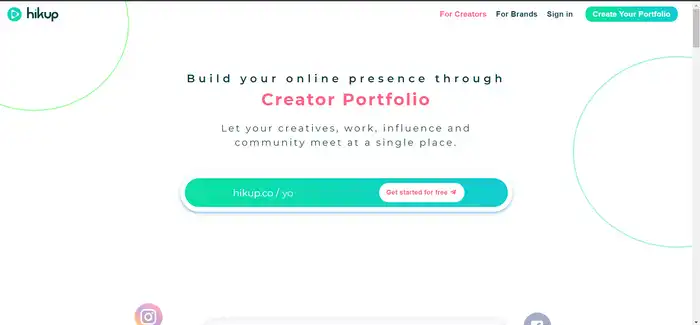 hikup
For Creators
For Brands
Sign in
Create Your Portfolio
Build your online presence through
Creator Portfolio
Let your creatives, work, influence and
community meet at a single place.
hikup.co / yo
Get started for free